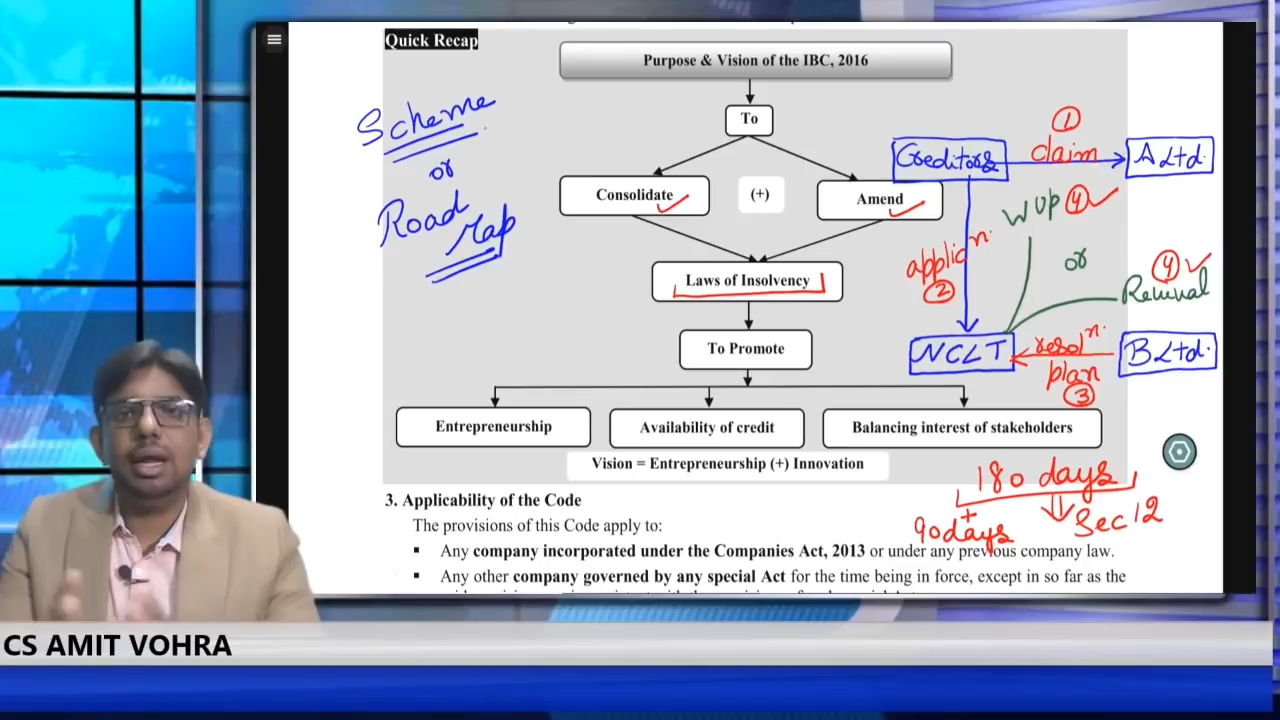 Quick Recap
Purpose & Vision of the IBC, 2016
To
Consolidate
(+)
Amend
Laws of Insolvency
To Promote
Entrepreneurship
Availability of credit
Balancing interest of stakeholders
Vision = Entrepreneurship (+) Innovation
Scheme
or
Road
Map
Creditors
1
claim
A Ltd.
WUP 4
or
4
Revival
applicn.
2
NCLT
resoln.
plan
3
B Ltd.
180 days
+
90 days
Sec 12
3. Applicability of the Code
The provisions of this Code apply to:
▪ Any company incorporated under the Companies Act, 2013 or under any previous company law.
▪ Any other company governed by any special Act for the time being in force, except in so far as the
CS AMIT VOHRA